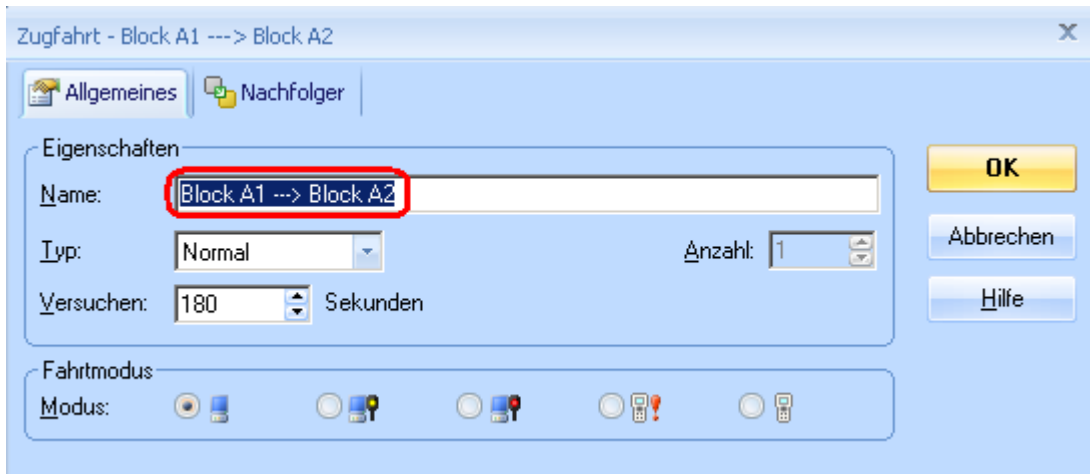 Zugfahrt - Block A1 ---> Block A2
Allgemeines Nachfolger
Eigenschaften
Name: Block A1 ---> Block A2
Typ: Normal Anzahl: 1
Versuchen: 180 Sekunden
Fahrtmodus
Modus:
OK
Abbrechen
Hilfe